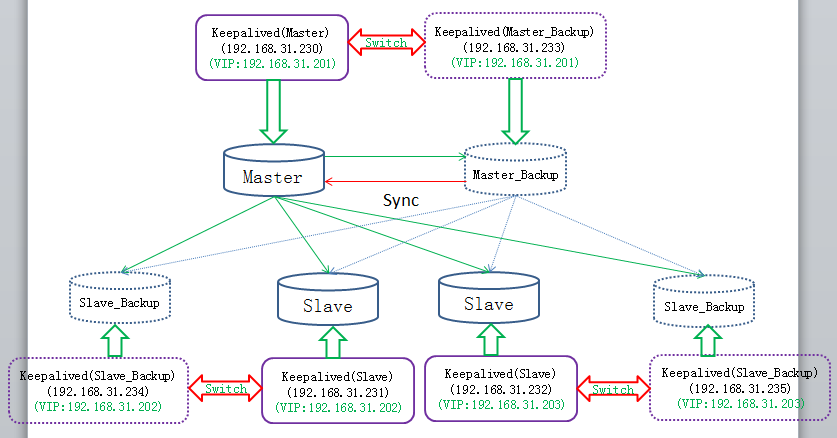 Keepalived(Master)
(192.168.31.230)
(VIP:192.168.31.201)
Switch
Keepalived(Master_Backup)
(192.168.31.233)
(VIP:192.168.31.201)
Master
Master_Backup
Sync
Slave_Backup
Slave
Slave
Slave_Backup
Keepalived(Slave_Backup)
(192.168.31.234)
(VIP:192.168.31.202)
Switch
Keepalived(Slave)
(192.168.31.231)
(VIP:192.168.31.202)
Keepalived(Slave)
(192.168.31.232)
(VIP:192.168.31.203)
Switch
Keepalived(Slave_Backup)
(192.168.31.235)
(VIP:192.168.31.203)